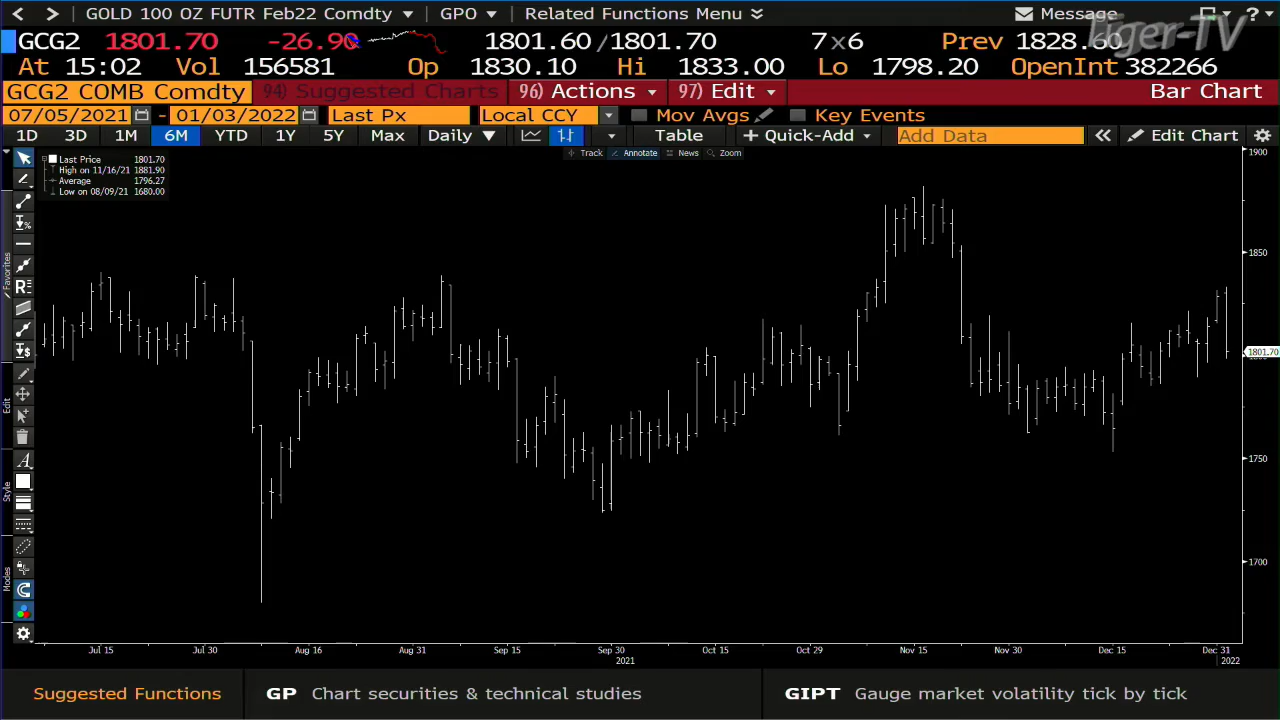 GOLD 100 OZ FUTR Feb22 Comdty GPO Related Functions Menu Message ?
GCG2 1801.70 -26.90 1801.60/1801.70 7x6 Prev 1828.60
Tiger-TV
At 15:02 Vol 156581 Op 1830.10 Hi 1833.00 Lo 1798.20 OpenInt 382266
GCG2 COMB Comdty 94) Suggested Charts 96) Actions 97) Edit Bar Chart
07/05/2021 - 01/03/2022 Last Px Local CCY Mov Avgs Key Events
1D 3D 1M 6M YTD 1Y 5Y Max Daily Table + Quick-Add Add Data « Edit Chart
Track Annotate News Zoom
Last Price 1801.70
High on 11/16/21 1881.90
Average 1796.27
Low on 08/09/21 1680.00
Favorites
Edit
Style
Modes
1900
1850
1801.70
1750
1700
Jul 15 Jul 30 Aug 16 Aug 31 Sep 15 Sep 30 Oct 15 Oct 29 Nov 15 Nov 30 Dec 15 Dec 31
2021 2022
Suggested Functions GP Chart securities & technical studies GIPT Gauge market volatility tick by tick